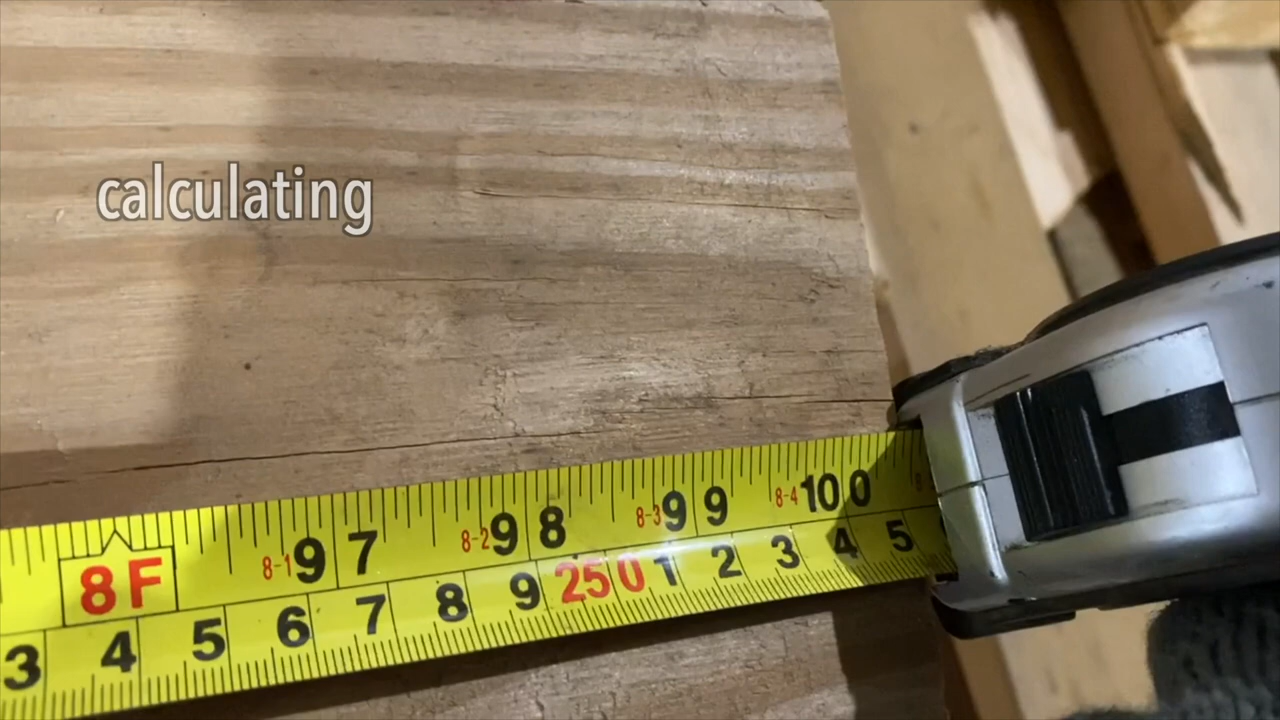 calculating
8F 8-1 97 8-2 98 8-3 99 8-4 100
3 4 5 6 7 8 9 250 1 2 3 4 5